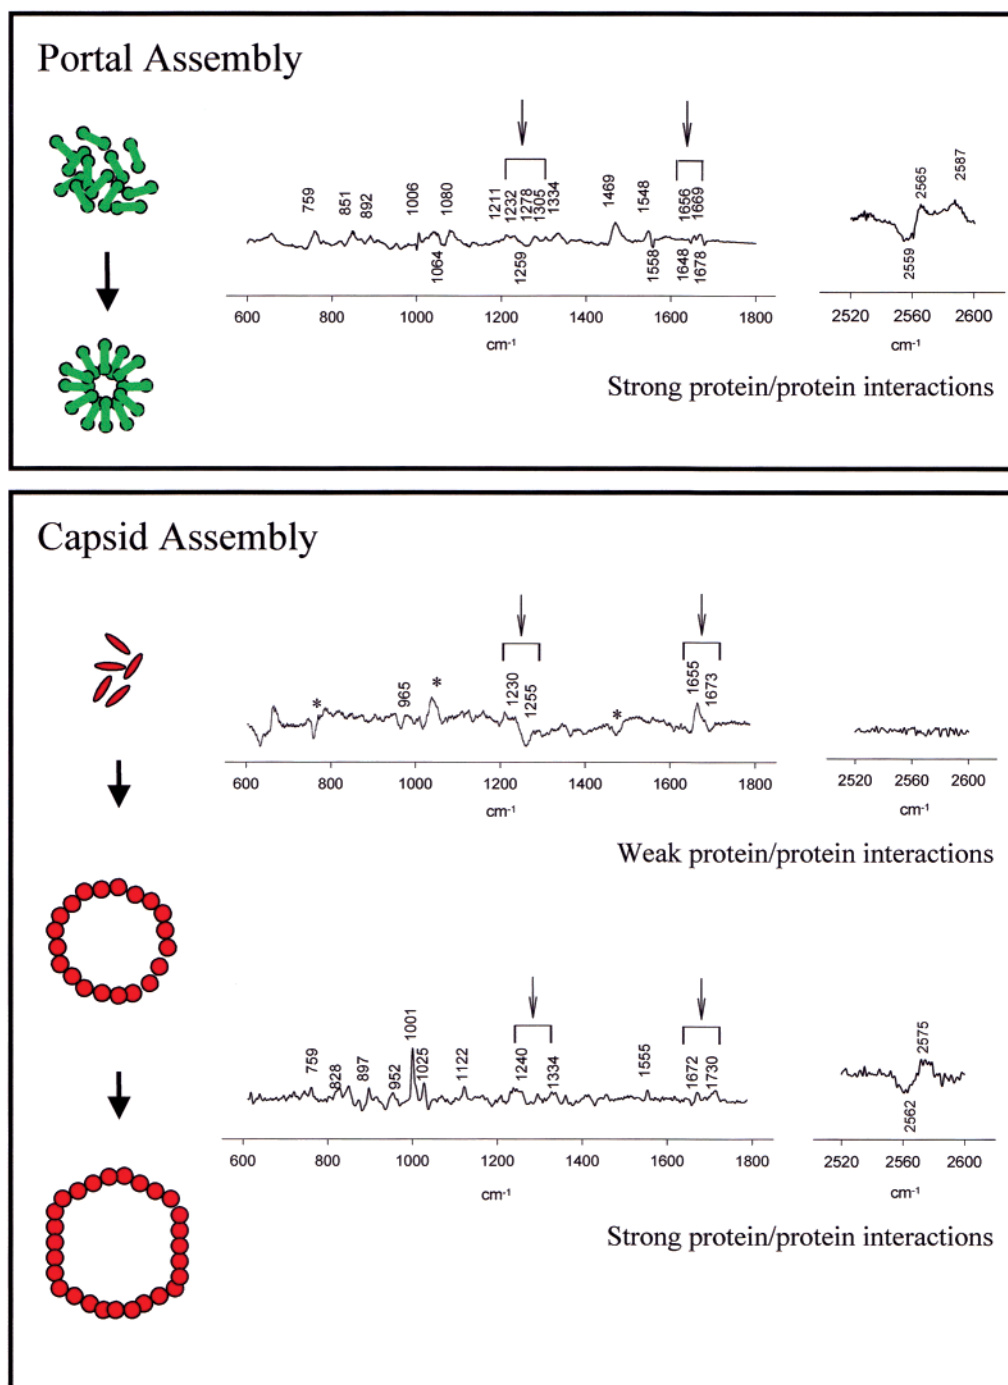 Portal Assembly
759 851 892 1006 1080 1211 1232 1278 1305 1334 1469 1548 1656 1669
1064 1259 1558 1648 1678
2565 2587
2559
600 800 1000 1200 1400 1600 1800
cm-1
2520 2560 2600
cm-1
Strong protein/protein interactions
Capsid Assembly
* 965 * 1230 1255 * 1655 1673
600 800 1000 1200 1400 1600 1800
cm-1
2520 2560 2600
cm-1
Weak protein/protein interactions
759 828 897 952 1001 1025 1122 1240 1334 1555 1672 1730
2575
2562
600 800 1000 1200 1400 1600 1800
cm-1
2520 2560 2600
cm-1
Strong protein/protein interactions